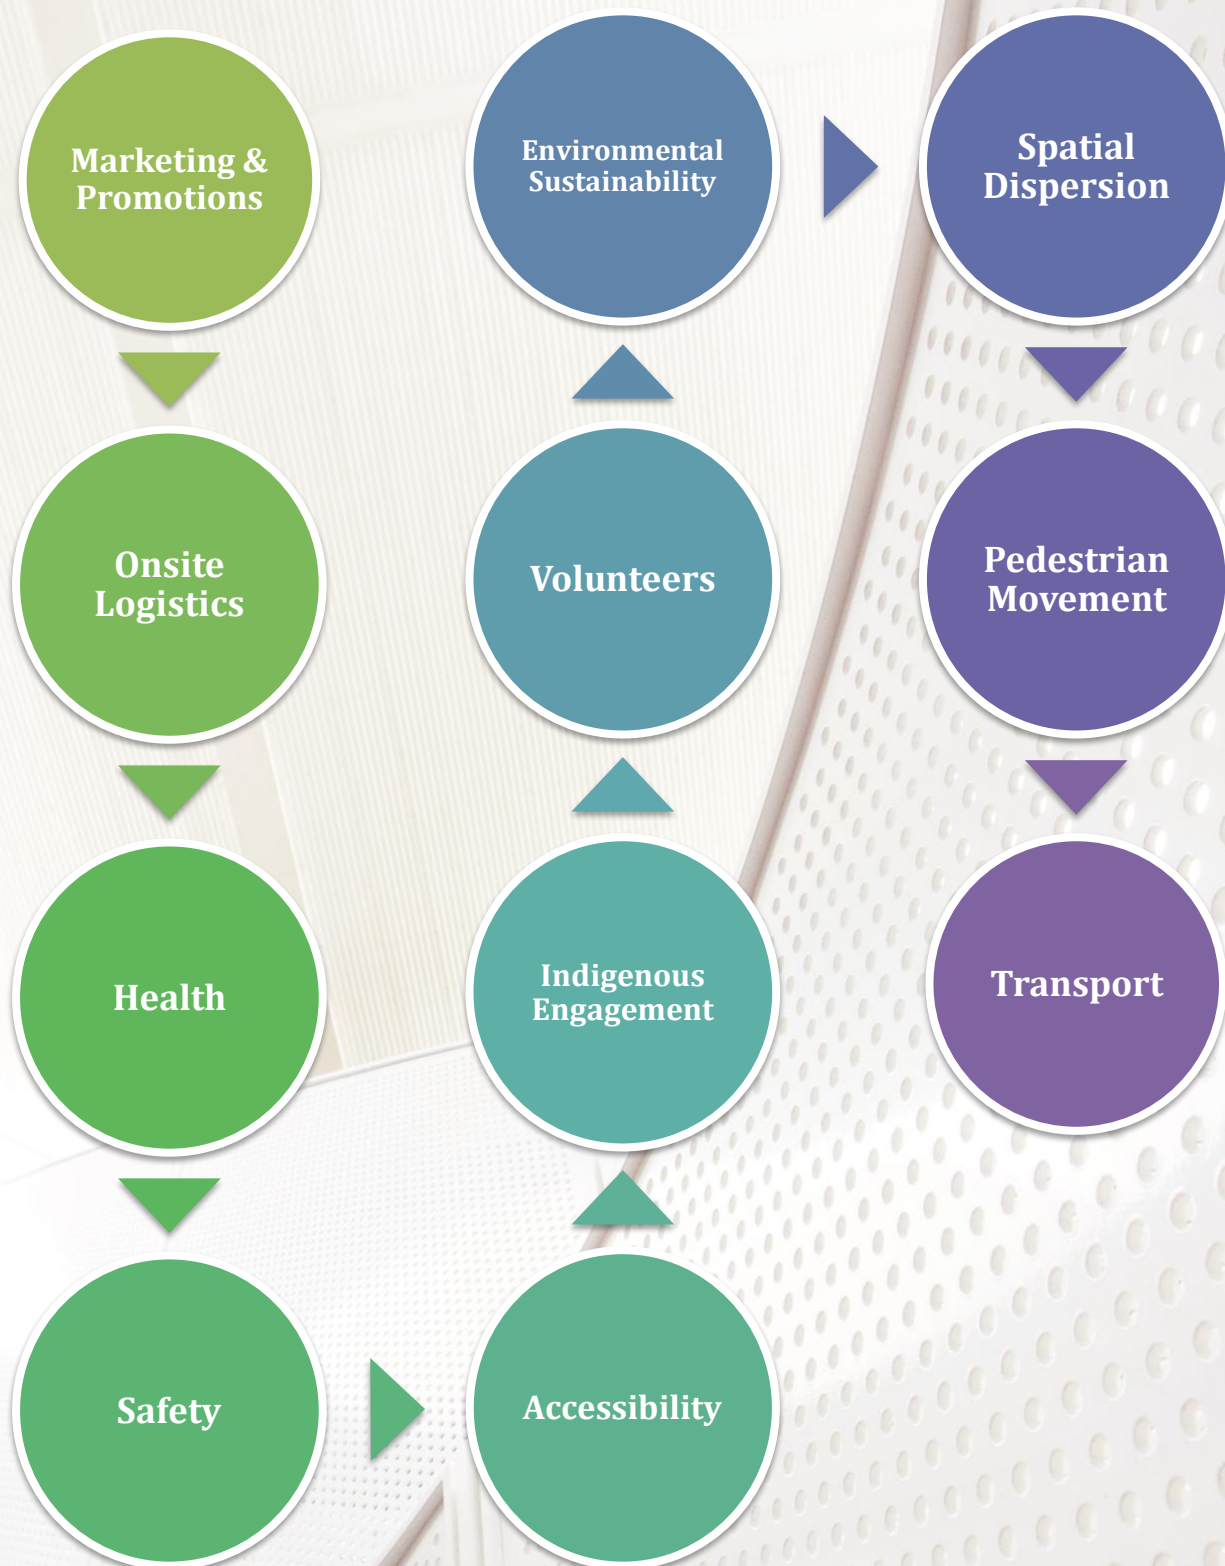 Marketing &
Promotions
Onsite
Logistics
Health
Safety
Accessibility
Indigenous
Engagement
Volunteers
Environmental
Sustainability
Spatial
Dispersion
Pedestrian
Movement
Transport